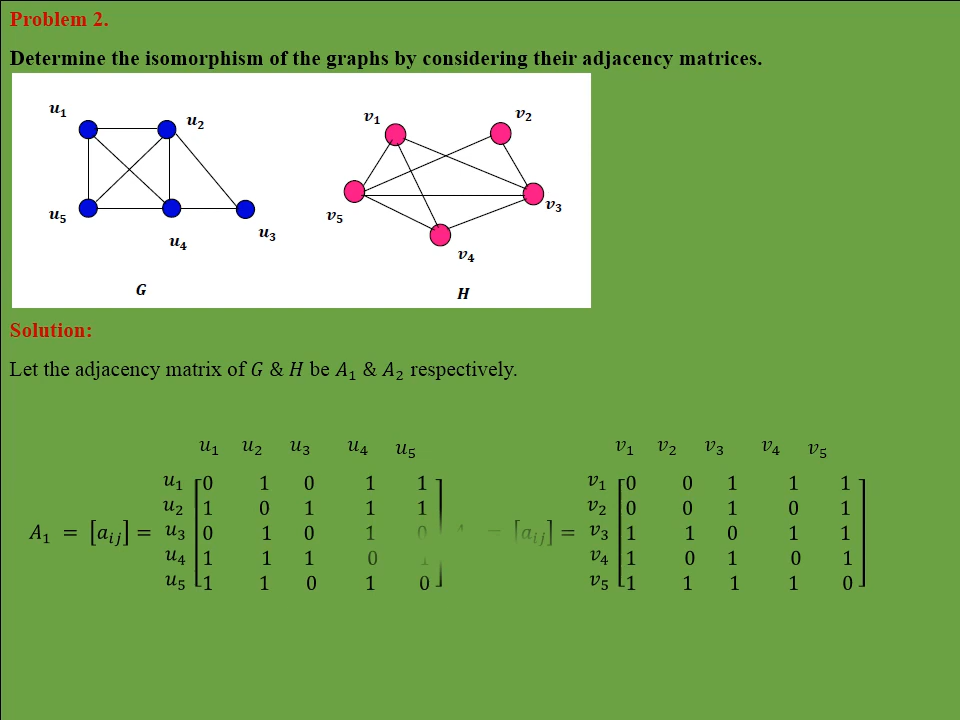 Problem 2.
Determine the isomorphism of the graphs by considering their adjacency matrices.
u₁ u₂ v₁ v₂
u₅ u₄ u₃ v₅ v₃
v₄
G H
Solution:
Let the adjacency matrix of G & H be A₁ & A₂ respectively.
u₁ u₂ u₃ u₄ u₅ v₁ v₂ v₃ v₄ v₅
u₁ 0 1 0 1 1 v₁ 0 0 1 1 1
u₂ 1 0 1 1 1 v₂ 0 0 1 0 1
A₁ = [aᵢⱼ] = u₃ 0 1 0 1 0 = [aᵢⱼ] = v₃ 1 1 0 1 1
u₄ 1 1 1 0 1 v₄ 1 0 1 0 1
u₅ 1 1 0 1 0 v₅ 1 1 1 1 0